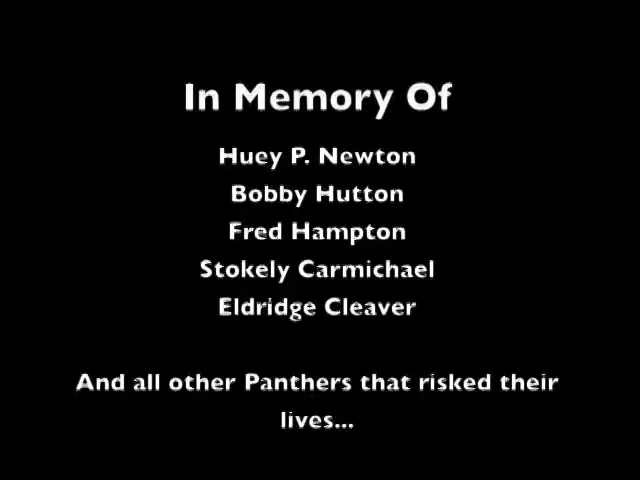 In Memory Of
Huey P. Newton
Bobby Hutton
Fred Hampton
Stokely Carmichael
Eldridge Cleaver
And all other Panthers that risked their
lives...